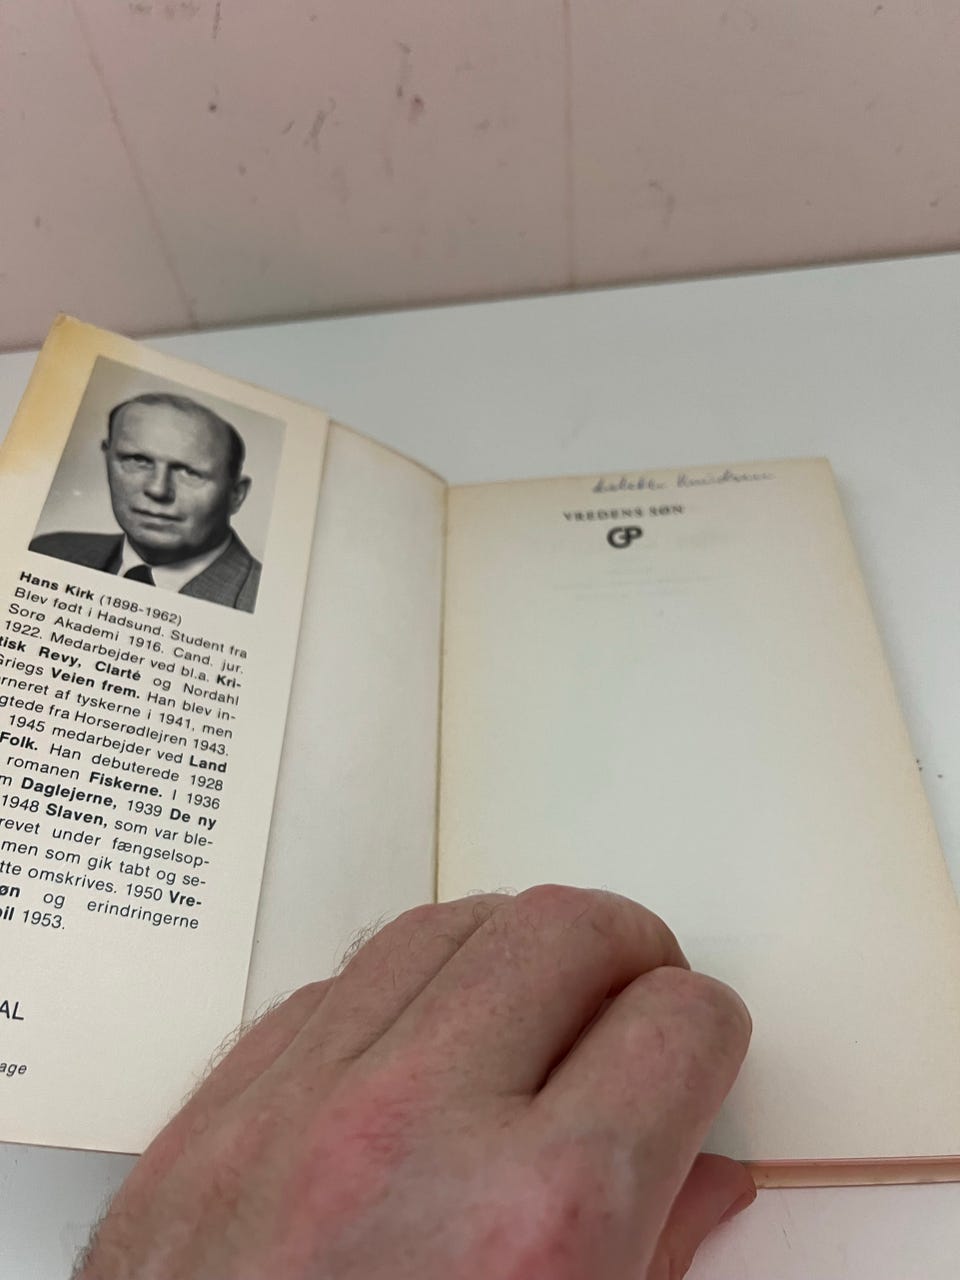 Hans Kirk (1898-1962)
Blev født i Hadsund. Student fra
Sorø Akademi 1916. Cand. jur.
1922. Medarbejder ved bl.a. Kri-
tisk Revy, Clarté og Nordahl
Griegs Veien frem. Han blev in-
rneret af tyskerne i 1941, men
gtede fra Horserødlejren 1943.
1945 medarbejder ved Land
Folk. Han debuterede 1928
romanen Fiskerne. I 1936
m Daglejerne, 1939 De ny
1948 Slaven, som var ble-
revet under fængselsop-
men som gik tabt og se-
tte omskrives. 1950 Vre-
øn og erindringerne
pil 1953.
AL
age
Knudsen
VREDENS SØN
GP